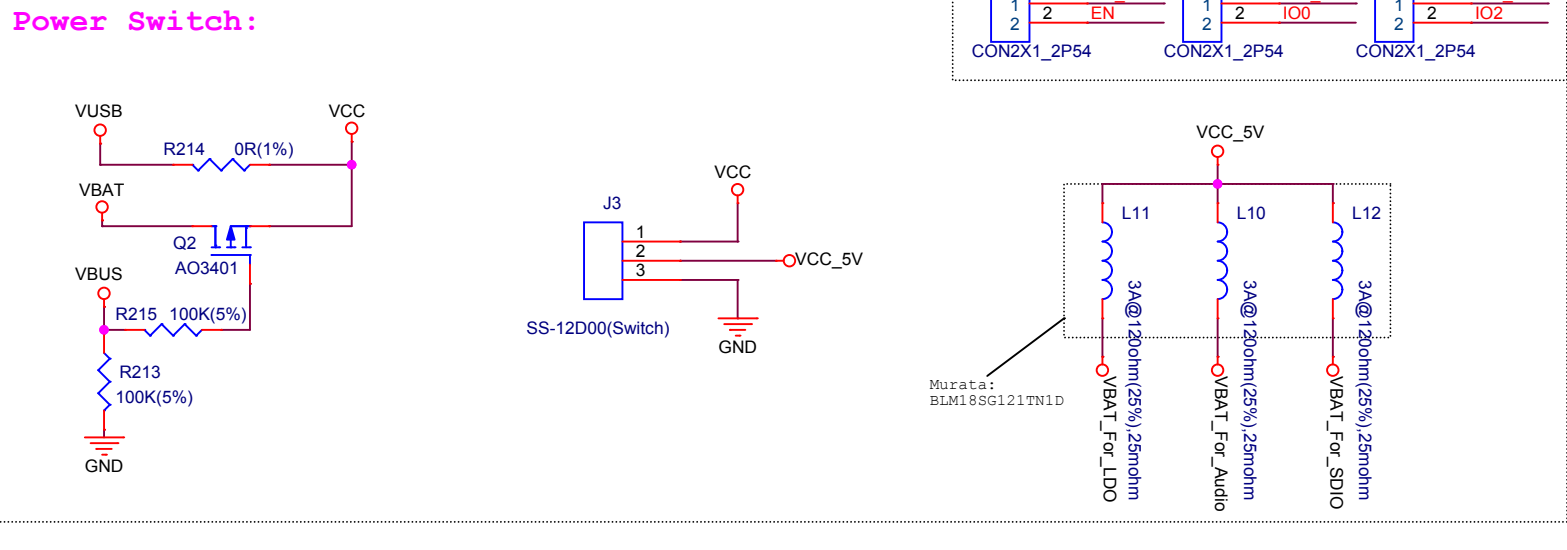 Power Switch:
1
2
2
EN
CON2X1_2P54
1
2
2
IO0
CON2X1_2P54
1
2
2
IO2
CON2X1_2P54
VUSB
VCC
R214 0R(1%)
VBAT
Q2
AO3401
VBUS
R215 100K(5%)
R213
100K(5%)
GND
VCC
J3
1
2
3
VCC_5V
SS-12D00(Switch)
GND
VCC_5V
L11
L10
L12
3A@120ohm(25%),25mohm
3A@120ohm(25%),25mohm
3A@120ohm(25%),25mohm
Murata:
BLM18SG121TN1D
VBAT_For_LDO
VBAT_For_Audio
VBAT_For_SDIO